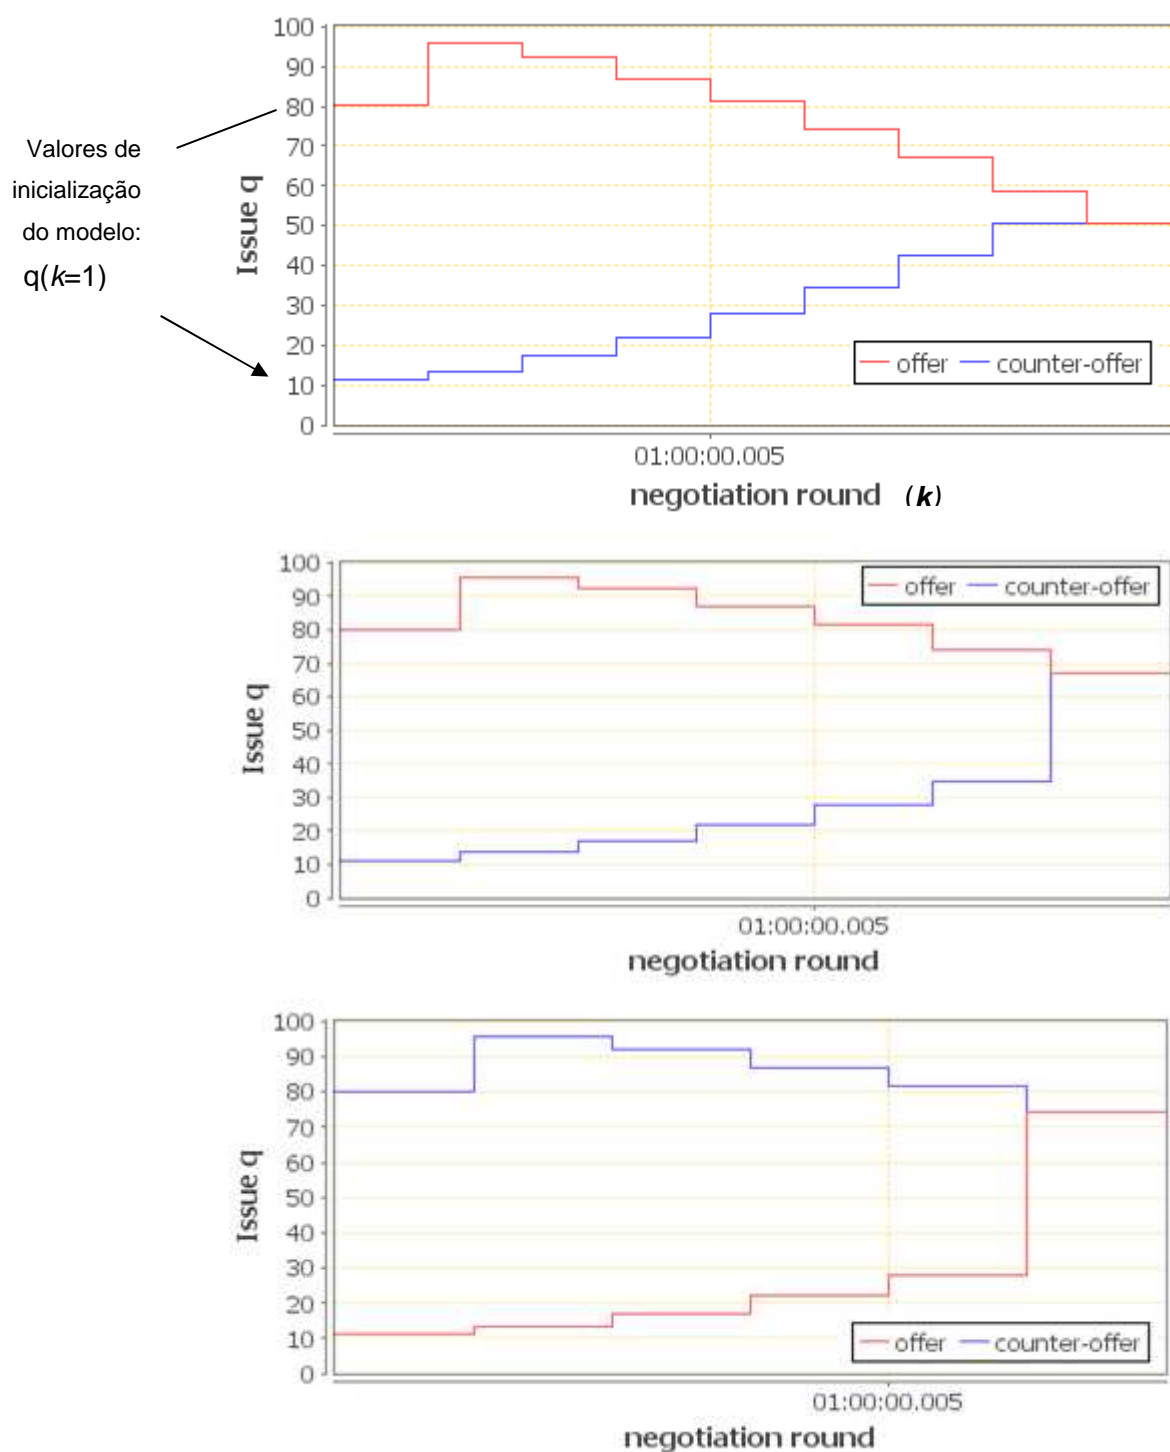 Valores de
inicialização
do modelo:
q(k=1)
Issue q
100
90
80
70
60
50
40
30
20
10
0
offer counter-offer
01:00:00.005
negotiation round (k)
Issue q
100
90
80
70
60
50
40
30
20
10
0
offer counter-offer
01:00:00.005
negotiation round
Issue q
100
90
80
70
60
50
40
30
20
10
0
offer counter-offer
01:00:00.005
negotiation round